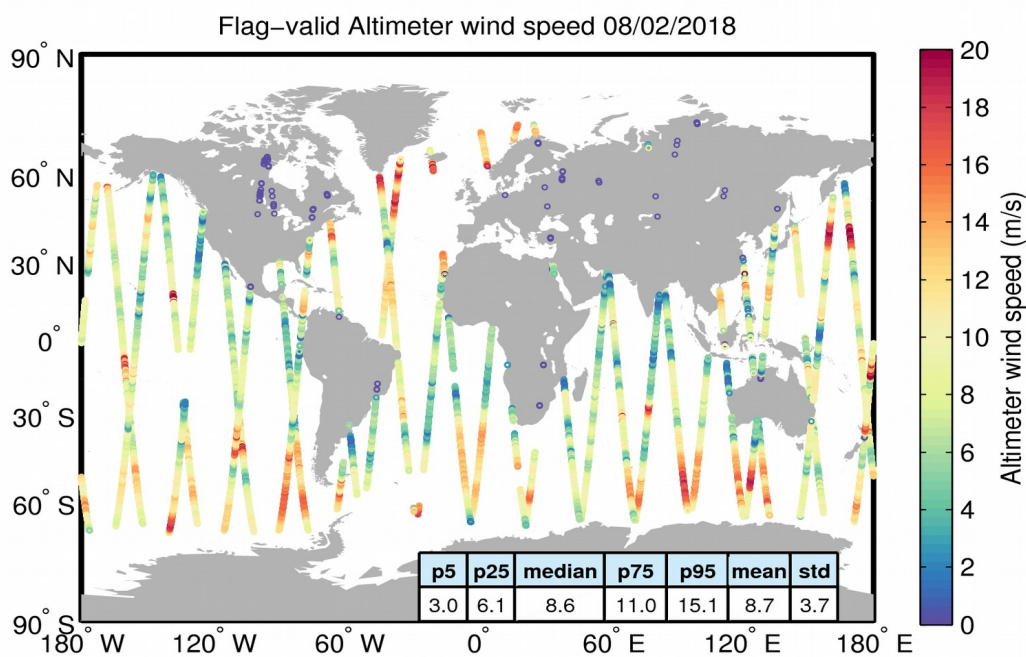 Flag−valid Altimeter wind speed 08/02/2018
90° N
60° N
30° N
0°
30° S
60° S
90° S
180° W
120° W
60° W
0°
60° E
120° E
180° E
p5 p25 median p75 p95 mean std
3.0 6.1 8.6 11.0 15.1 8.7 3.7
20
18
16
14
12
10
8
6
4
2
0
Altimeter wind speed (m/s)